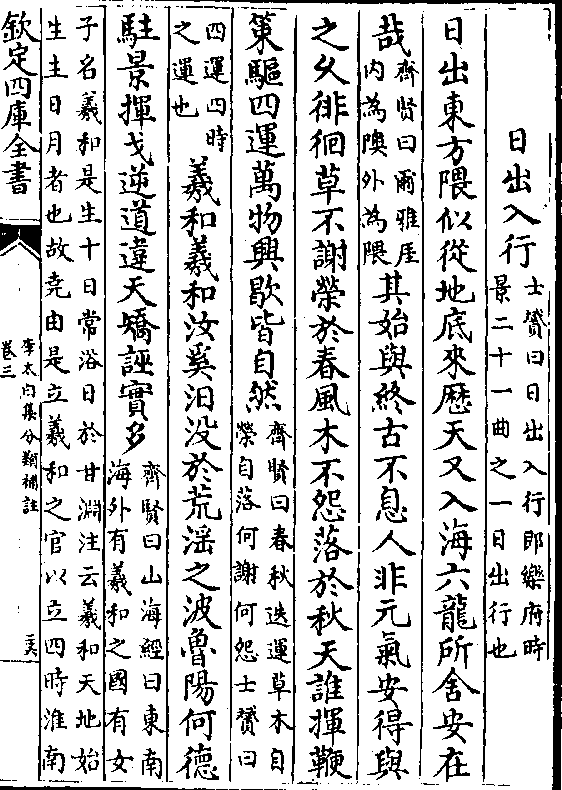 日出入行士贇曰日出入行即樂府時
景二十一曲之一日出行也
日出東方隈似從地底來歷天又入海六龍所舍安在
哉齊賢曰爾雅厓
内為隩外為隈其始與終古不息人非元氣安得與
之久徘徊草不謝榮於春風木不怨落於秋天誰揮鞭
策驅四運萬物興歇皆自然齊賢曰春秋迭運草木自
榮自落何謝何怨士贇曰
四運四時
之運也羲和羲和汝奚汩没於荒淫之波魯陽何德
駐景揮戈逆道違天矯誣實多齊賢曰山海經曰東南
海外有羲和之國有女
子名羲和是生十日常浴日於甘淵注云羲和天地始
生主日月者也故堯由是立羲和之官以立四時淮南
欽定四庫全書
李太白集分類補註
卷三